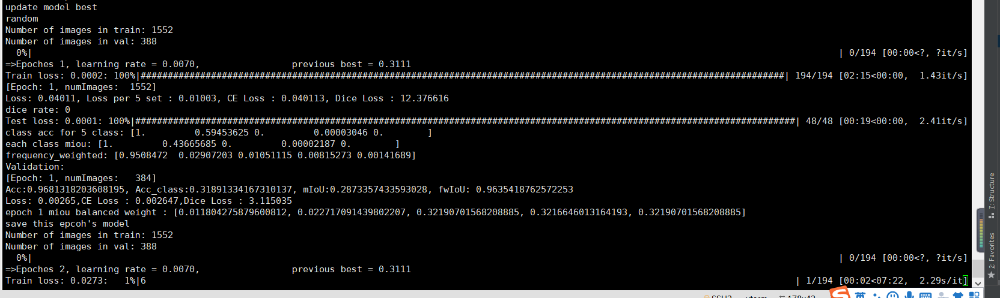 update model best
random
Number of images in train: 1552
Number of images in val: 388
0%| | 0/194 [00:00<?, ?it/s]
=>Epoches 1, learning rate = 0.0070, previous best = 0.3111
Train loss: 0.0002: 100%|#######################################################################################################################| 194/194 [02:15<00:00, 1.43it/s]
[Epoch: 1, numImages: 1552]
Loss: 0.04011, Loss per 5 set : 0.01003, CE Loss : 0.040113, Dice Loss : 12.376616
dice rate: 0
Test loss: 0.0001: 100%|##########################################################################################################################| 48/48 [00:19<00:00, 2.41it/s]
class acc for 5 class: [1. 0.59453625 0. 0.00003046 0. ]
each class miou: [1. 0.43665685 0. 0.00002187 0. ]
frequency_weighted: [0.9508472 0.02907203 0.01051115 0.00815273 0.00141689]
Validation:
[Epoch: 1, numImages: 384]
Acc:0.9681318203608195, Acc_class:0.31891334167310137, mIoU:0.2873357433593028, fwIoU: 0.9635418762572253
Loss: 0.00265,CE Loss : 0.002647,Dice Loss : 3.115035
epoch 1 miou balanced weight : [0.011804275879600812, 0.022717091439802207, 0.32190701568208885, 0.3216646013164193, 0.32190701568208885]
save this epcoh's model
Number of images in train: 1552
Number of images in val: 388
0%| | 0/194 [00:00<?, ?it/s]
=>Epoches 2, learning rate = 0.0070, previous best = 0.3111
Train loss: 0.0273: 1%|6 | 1/194 [00:02<07:22, 2.29s/it]
7: Structure
2: Favorites
英